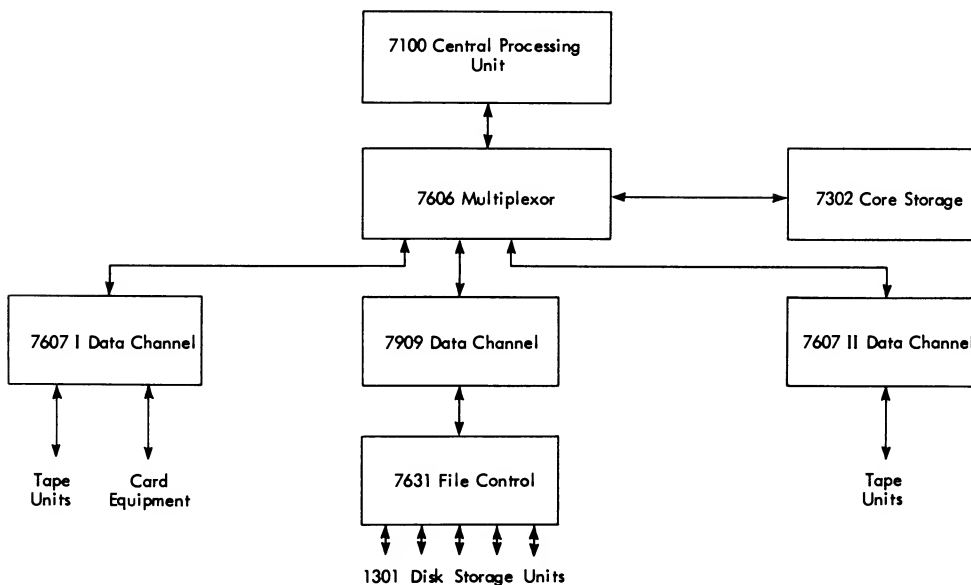 7100 Central Processing
Unit
7606 Multiplexor
7302 Core Storage
7607 I Data Channel
7909 Data Channel
7607 II Data Channel
7631 File Control
Tape
Units
Card
Equipment
Tape
Units
1301 Disk Storage Units